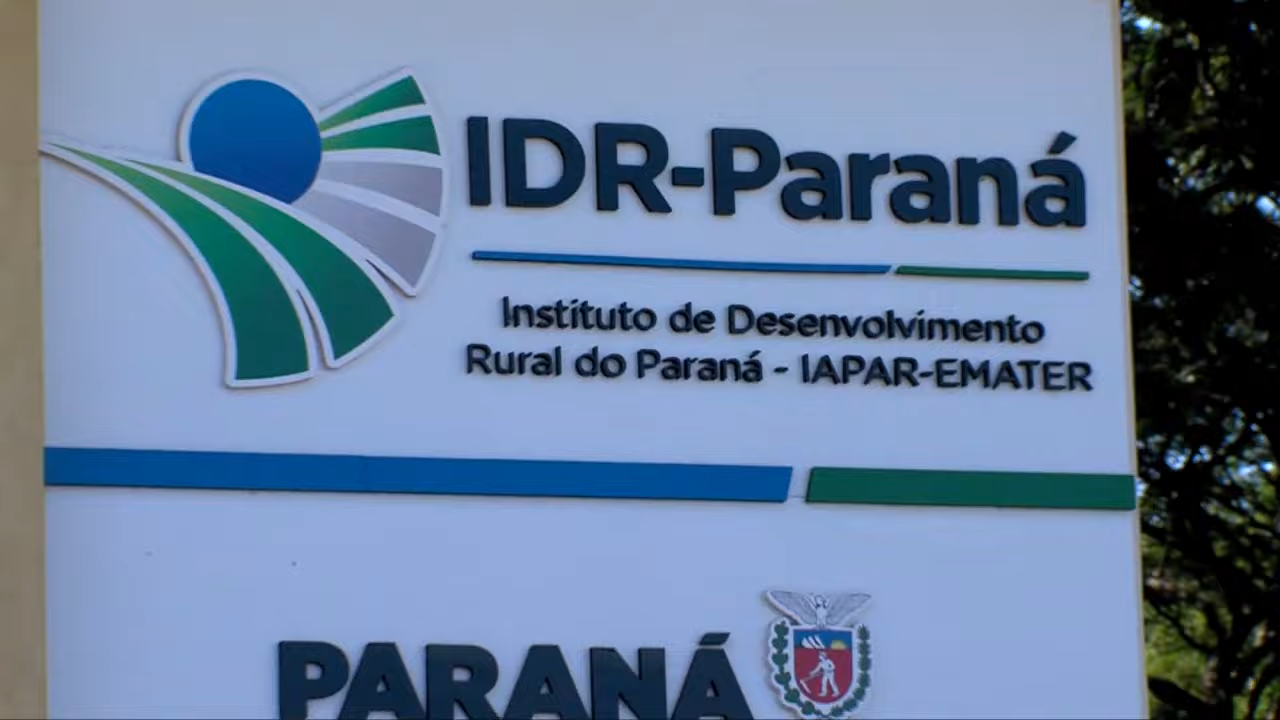 IDR-Paraná
Instituto de Desenvolvimento
Rural do Paraná - IAPAR-EMATER
PARANÁ